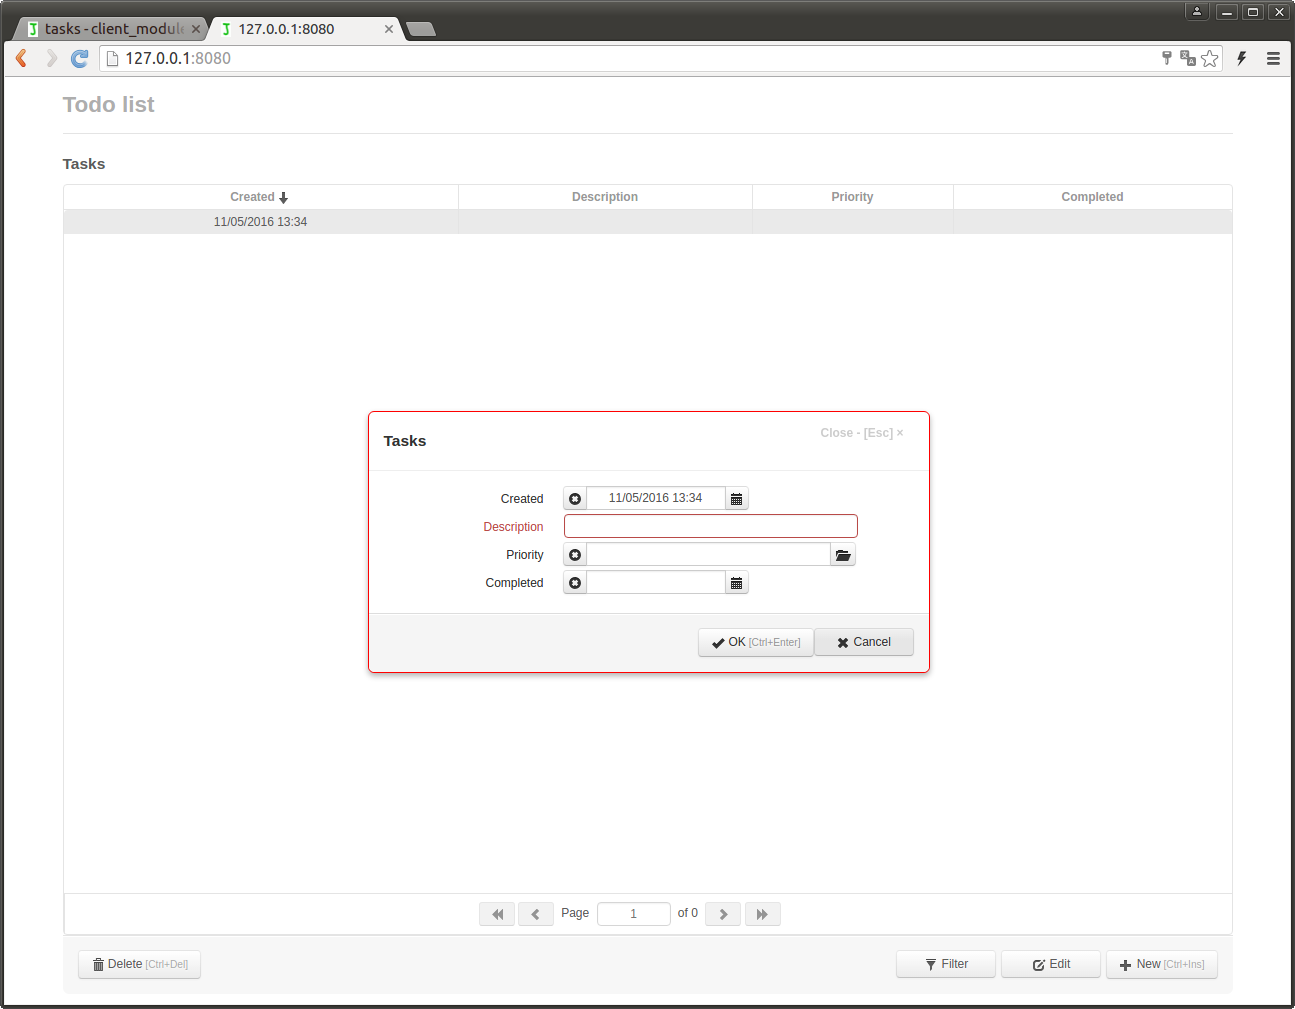 tasks - client_module
127.0.0.1:8080
127.0.0.1:8080
Todo list
Tasks
Created Description Priority Completed
11/05/2016 13:34
Tasks
Close - [Esc] ×
Created 11/05/2016 13:34
Description
Priority
Completed
OK [Ctrl+Enter] Cancel
Page 1 of 0
Delete [Ctrl+Del] Filter Edit New [Ctrl+Ins]